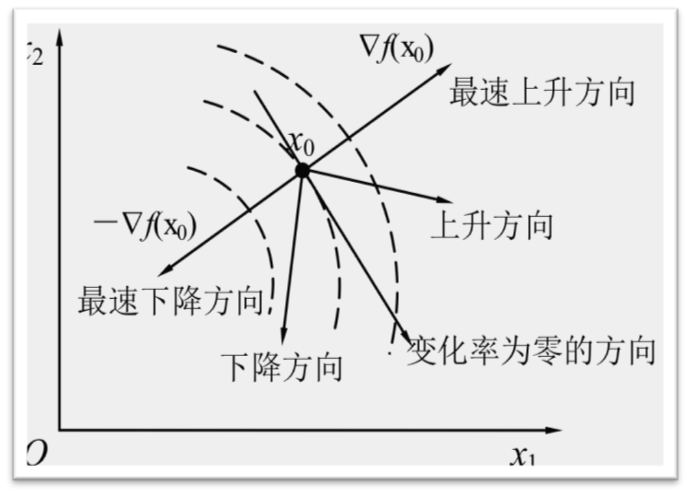 x2
∇f(x0)
最速上升方向
x0
上升方向
−∇f(x0)
最速下降方向
下降方向
变化率为零的方向
O
x1